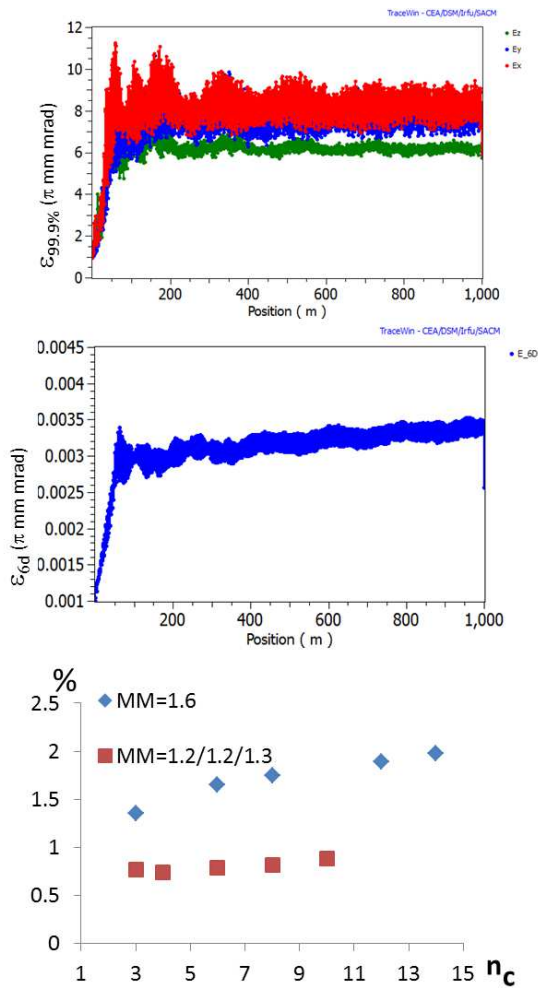 TraceWin - CEA/DSM/Irfu/SACM
Ez
Ey
Ex
12
10
8
6
4
2
0
ε99.9% (π mm mrad)
200 400 600 800 1,000
Position ( m )
TraceWin - CEA/DSM/Irfu/SACM
E_6D
0.0045
0.004
0.0035
0.003
0.0025
0.002
0.0015
0.001
ε6d (π mm mrad)
200 400 600 800 1,000
Position ( m )
%
2.5
2
1.5
1
0.5
0
MM=1.6
MM=1.2/1.2/1.3
1 3 5 7 9 11 13 15 nc